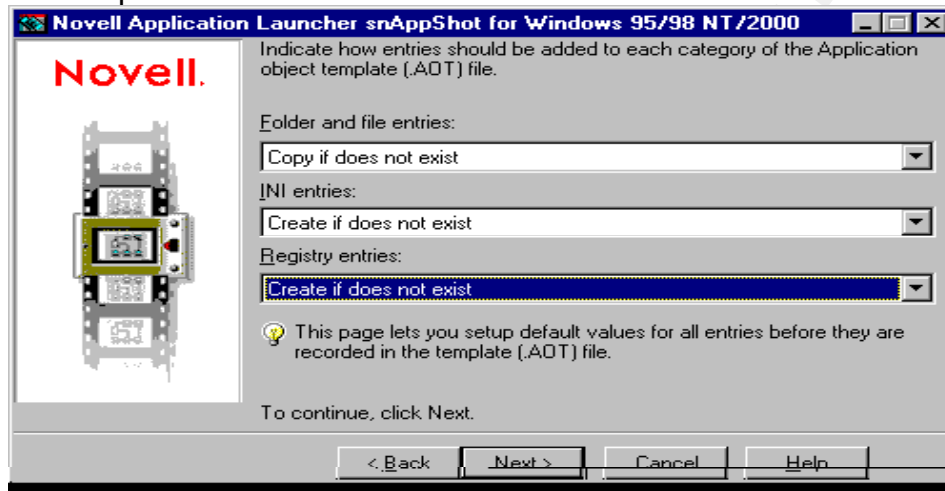 Novell Application Launcher snAppShot for Windows 95/98 NT/2000
Novell.
Indicate how entries should be added to each category of the Application
object template (.AOT) file.
Folder and file entries:
Copy if does not exist
INI entries:
Create if does not exist
Registry entries:
Create if does not exist
This page lets you setup default values for all entries before they are
recorded in the template (.AOT) file.
To continue, click Next.
< Back Next > Cancel Help